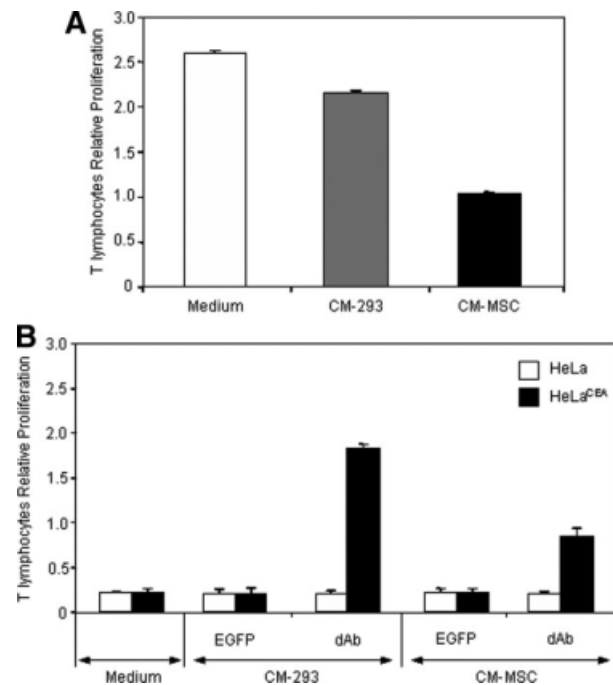 A
T lymphocytes Relative Proliferation
3.0
2.5
2.0
1.5
1.0
0.5
0
Medium CM-293 CM-MSC
B
T lymphocytes Relative Proliferation
3.0
2.5
2.0
1.5
1.0
0.5
0
HeLa
HeLaᶜᴱᴬ
EGFP dAb EGFP dAb
Medium CM-293 CM-MSC